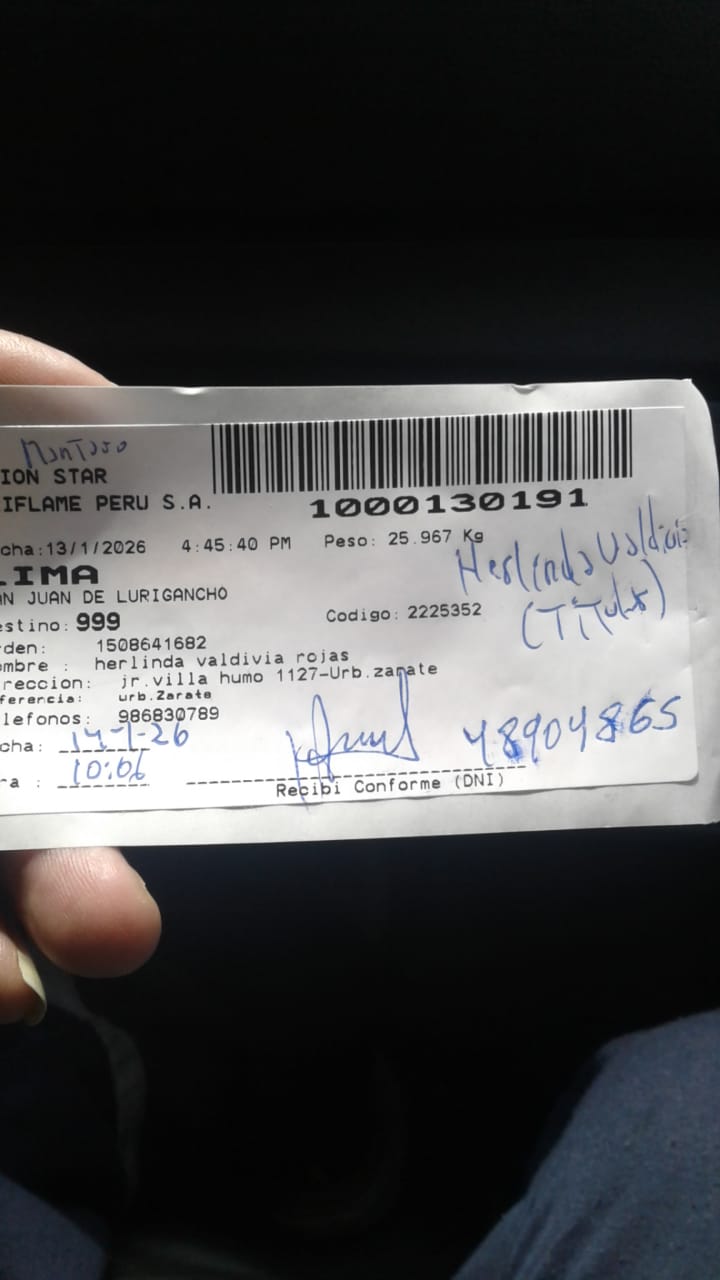 Montoro
ION STAR
IFLAME PERU S.A.
1000130191
cha:13/1/2026 4:45:40 PM Peso: 25.967 Kg
LIMA
AN JUAN DE LURIGANCHO
Herlinda Valdivia
(Titular)
estino: 999 Codigo: 2225352
den: 1508641682
ombre : herlinda valdivia rojas
reccion: jr.villa humo 1127-Urb.zarate
ferencia: urb.Zarate
lefonos: 986830789
cha: 14-1-26
48904865
ra : 10:06
Recibi Conforme (DNI)